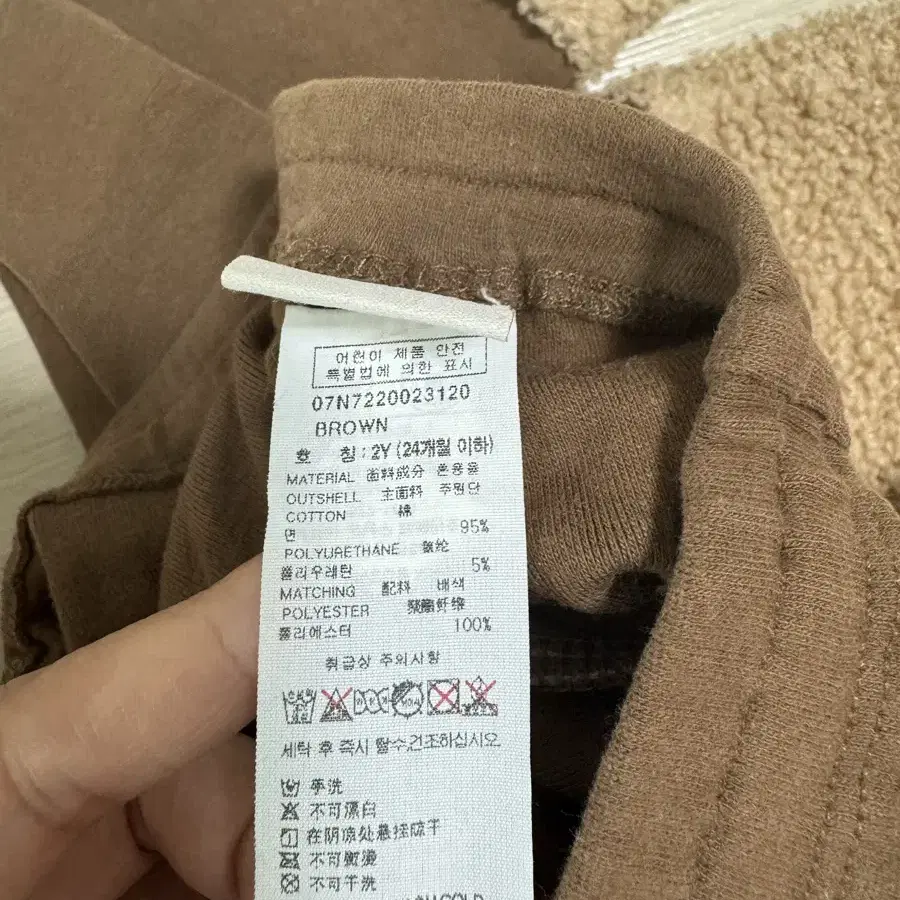 어린이 제품 안전
특별법에 의한 표시
07N7220023120
BROWN
호 칭 : 2Y (24개월 이하)
MATERIAL 面料成分 혼용율
OUTSHELL 主面料 주원단
COTTON 棉
면 95%
POLYURETHANE 氨纶
폴리우레탄 5%
MATCHING 配料 배색
POLYESTER 聚酯纤维
폴리에스터 100%
취급상 주의사항
세탁 후 즉시 탈수건조하십시오
手洗
不可漂白
在阴凉处悬挂晾干
不可熨烫
不可干洗
COLD